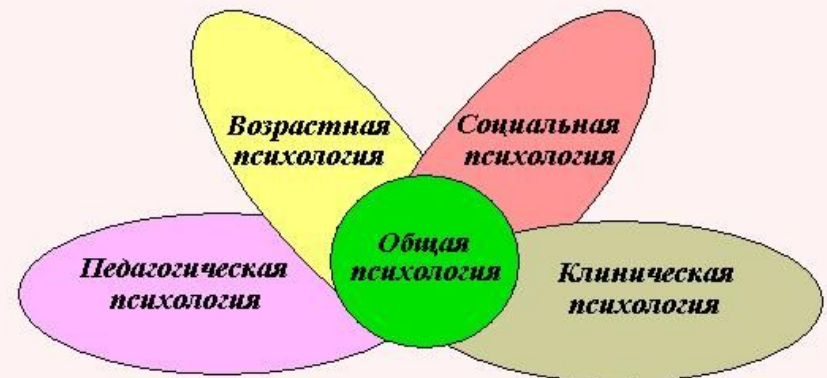 Возрастная
психология
Социальная
психология
Педагогическая
психология
Общая
психология
Клиническая
психология